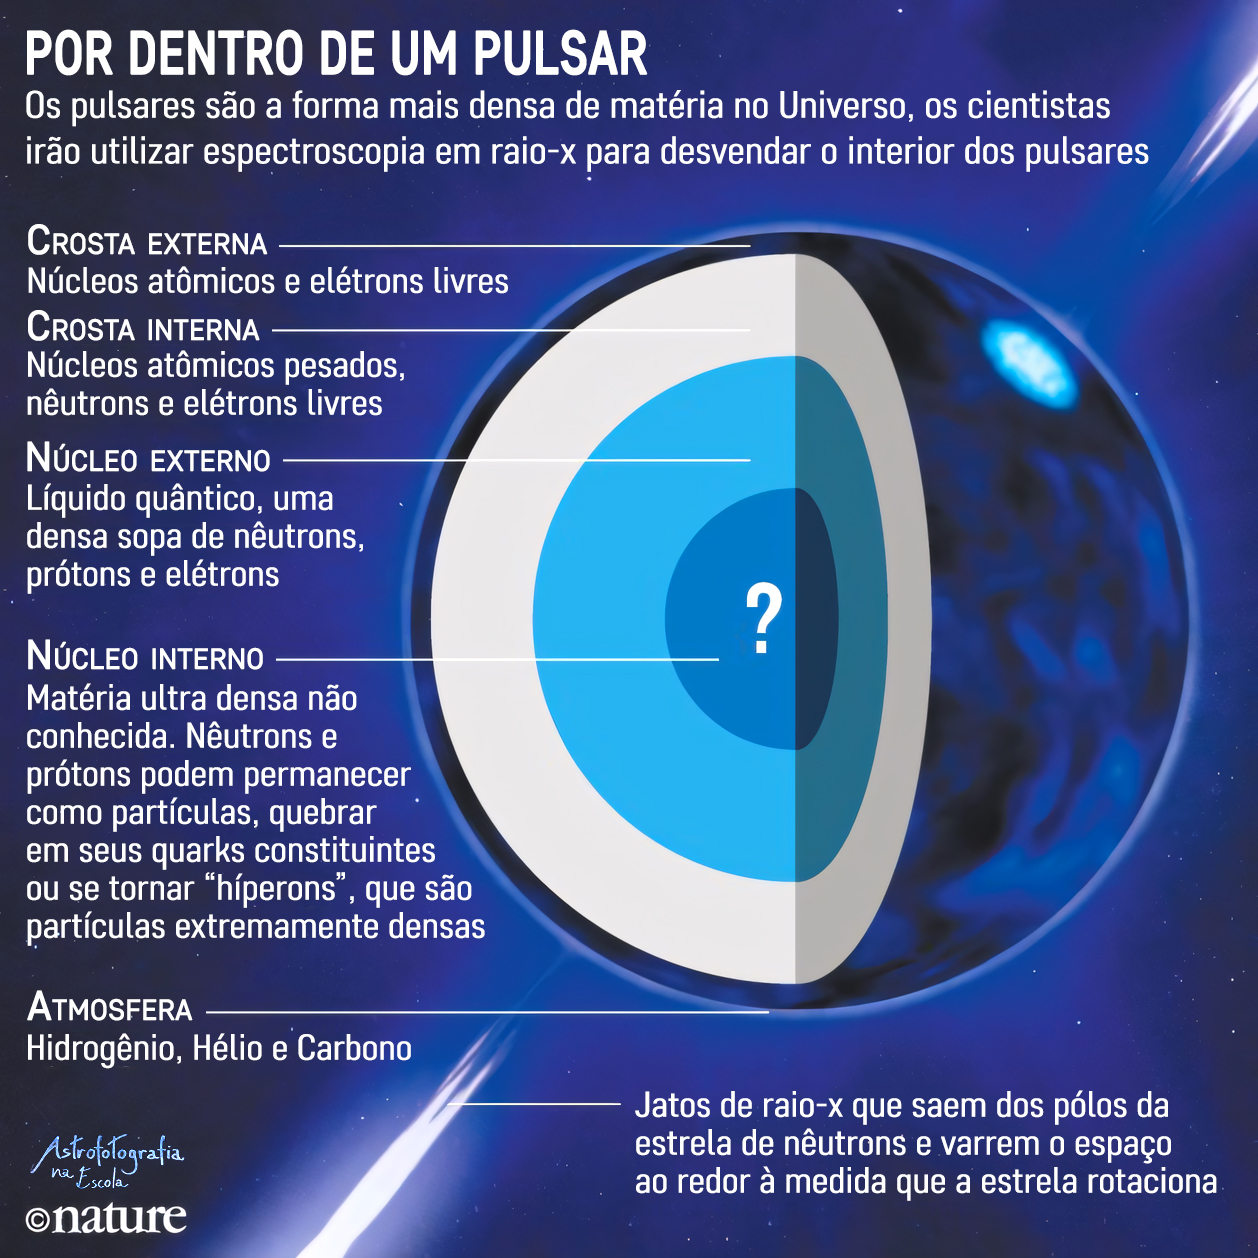 POR DENTRO DE UM PULSAR
Os pulsares são a forma mais densa de matéria no Universo, os cientistas
irão utilizar espectroscopia em raio-x para desvendar o interior dos pulsares
CROSTA EXTERNA
Núcleos atômicos e elétrons livres
CROSTA INTERNA
Núcleos atômicos pesados,
nêutrons e elétrons livres
NÚCLEO EXTERNO
Líquido quântico, uma
densa sopa de nêutrons,
prótons e elétrons
?
NÚCLEO INTERNO
Matéria ultra densa não
conhecida. Nêutrons e
prótons podem permanecer
como partículas, quebrar
em seus quarks constituintes
ou se tornar “híperons”, que são
partículas extremamente densas
ATMOSFERA
Hidrogênio, Hélio e Carbono
Jatos de raio-x que saem dos pólos da
estrela de nêutrons e varrem o espaço
ao redor à medida que a estrela rotaciona
Astrofotografia
na Escola
©nature